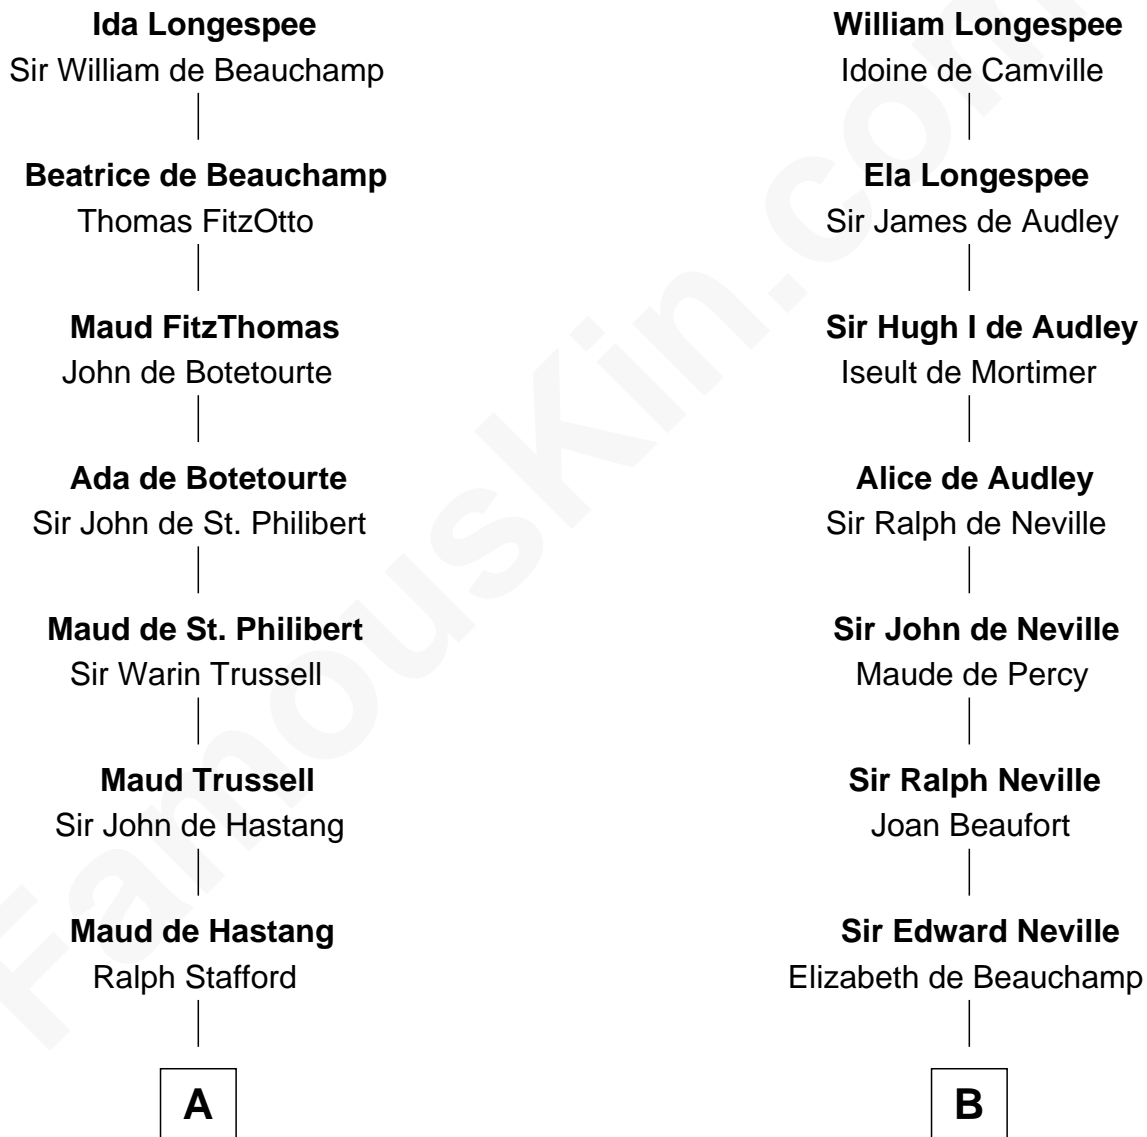 Ida Longespee
Sir William de Beauchamp
Beatrice de Beauchamp
Thomas FitzOtto
Maud FitzThomas
John de Botetourte
Ada de Botetourte
Sir John de St. Philibert
Maud de St. Philibert
Sir Warin Trussell
Maud Trussell
Sir John de Hastang
Maud de Hastang
Ralph Stafford
A
William Longespee
Idoine de Camville
Ela Longespee
Sir James de Audley
Sir Hugh I de Audley
Iseult de Mortimer
Alice de Audley
Sir Ralph de Neville
Sir John de Neville
Maude de Percy
Sir Ralph Neville
Joan Beaufort
Sir Edward Neville
Elizabeth de Beauchamp
B
FamousKin.com